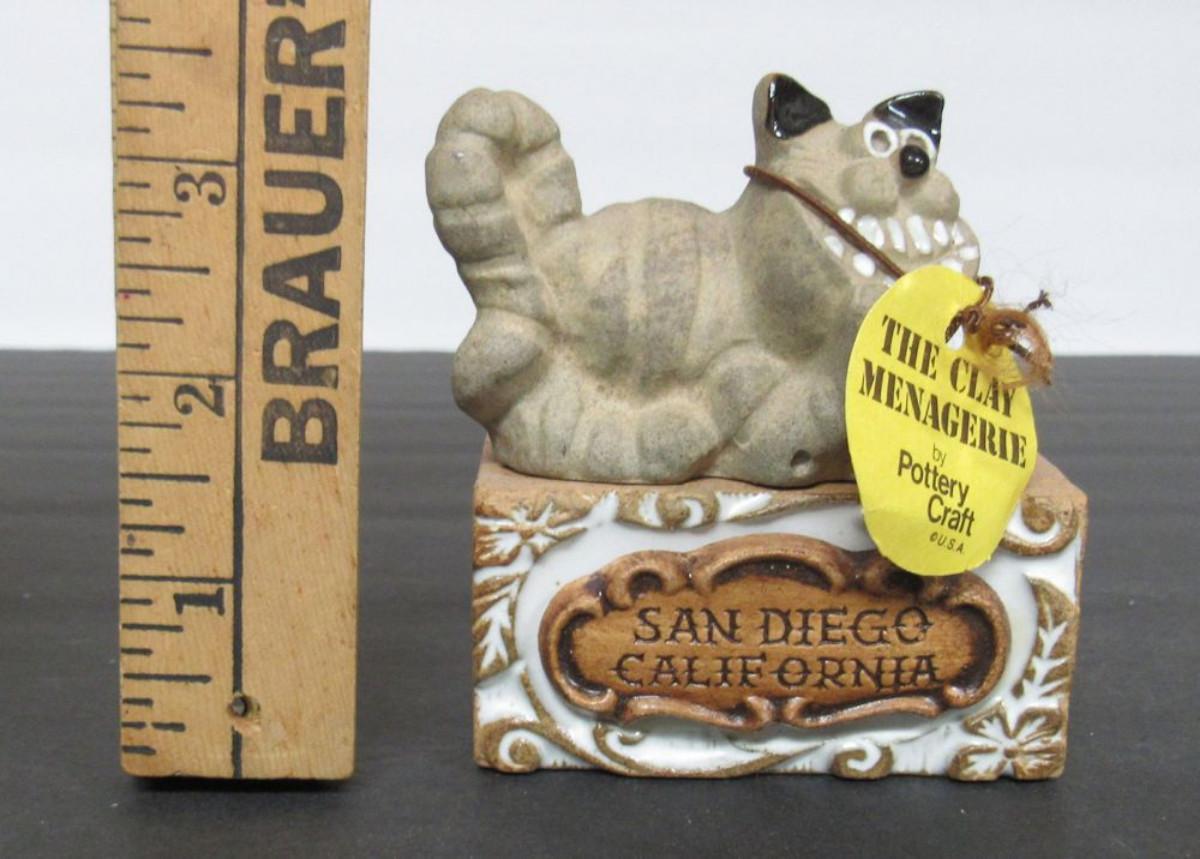 BRAUER
3
2
1
THE CLAY
MENAGERIE
by
Pottery
Craft
©U.S.A.
SAN DIEGO
CALIFORNIA